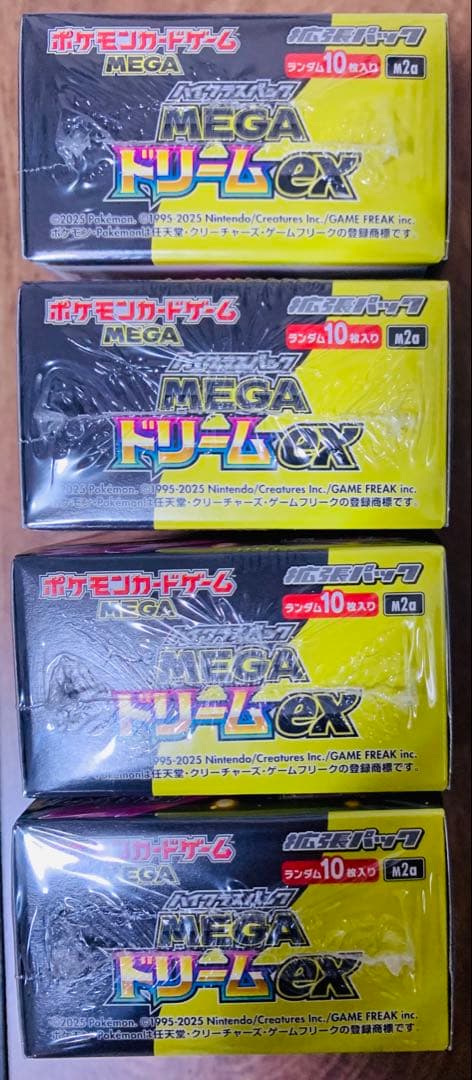 ポケモンカードゲーム
MEGA
拡張パック
ランダム10枚入り
M2a
ハイクラスパック
MEGA
ドリームex
©2025 Pokémon. ©1995-2025 Nintendo/Creatures Inc./GAME FREAK inc.
ポケモン・Pokémonは任天堂・クリーチャーズ・ゲームフリークの登録商標です。
ポケモンカードゲーム
MEGA
拡張パック
ランダム10枚入り
M2a
ハイクラスパック
MEGA
ドリームex
025 Pokémon. ©1995-2025 Nintendo/Creatures Inc./GAME FREAK inc.
モン・Pokémonは任天堂・クリーチャーズ・ゲームフリークの登録商標です。
ポケモンカードゲーム
MEGA
拡張パック
ランダム10枚入り
M2a
ハイクラスパック
MEGA
ドリームex
995-2025 Nintendo/Creatures Inc./GAME FREAK inc.
Pokémonは任天堂・クリーチャーズ・ゲームフリークの登録商標です。
ポケモンカードゲーム
MEGA
拡張パック
ランダム10枚入り
M2a
ハイクラスパック
MEGA
ドリームex
©2025 Pokémon. ©1995-2025 Nintendo/Creatures Inc./GAME FREAK inc.
ポケモン・Pokémonは任天堂・クリーチャーズ・ゲームフリークの登録商標です。